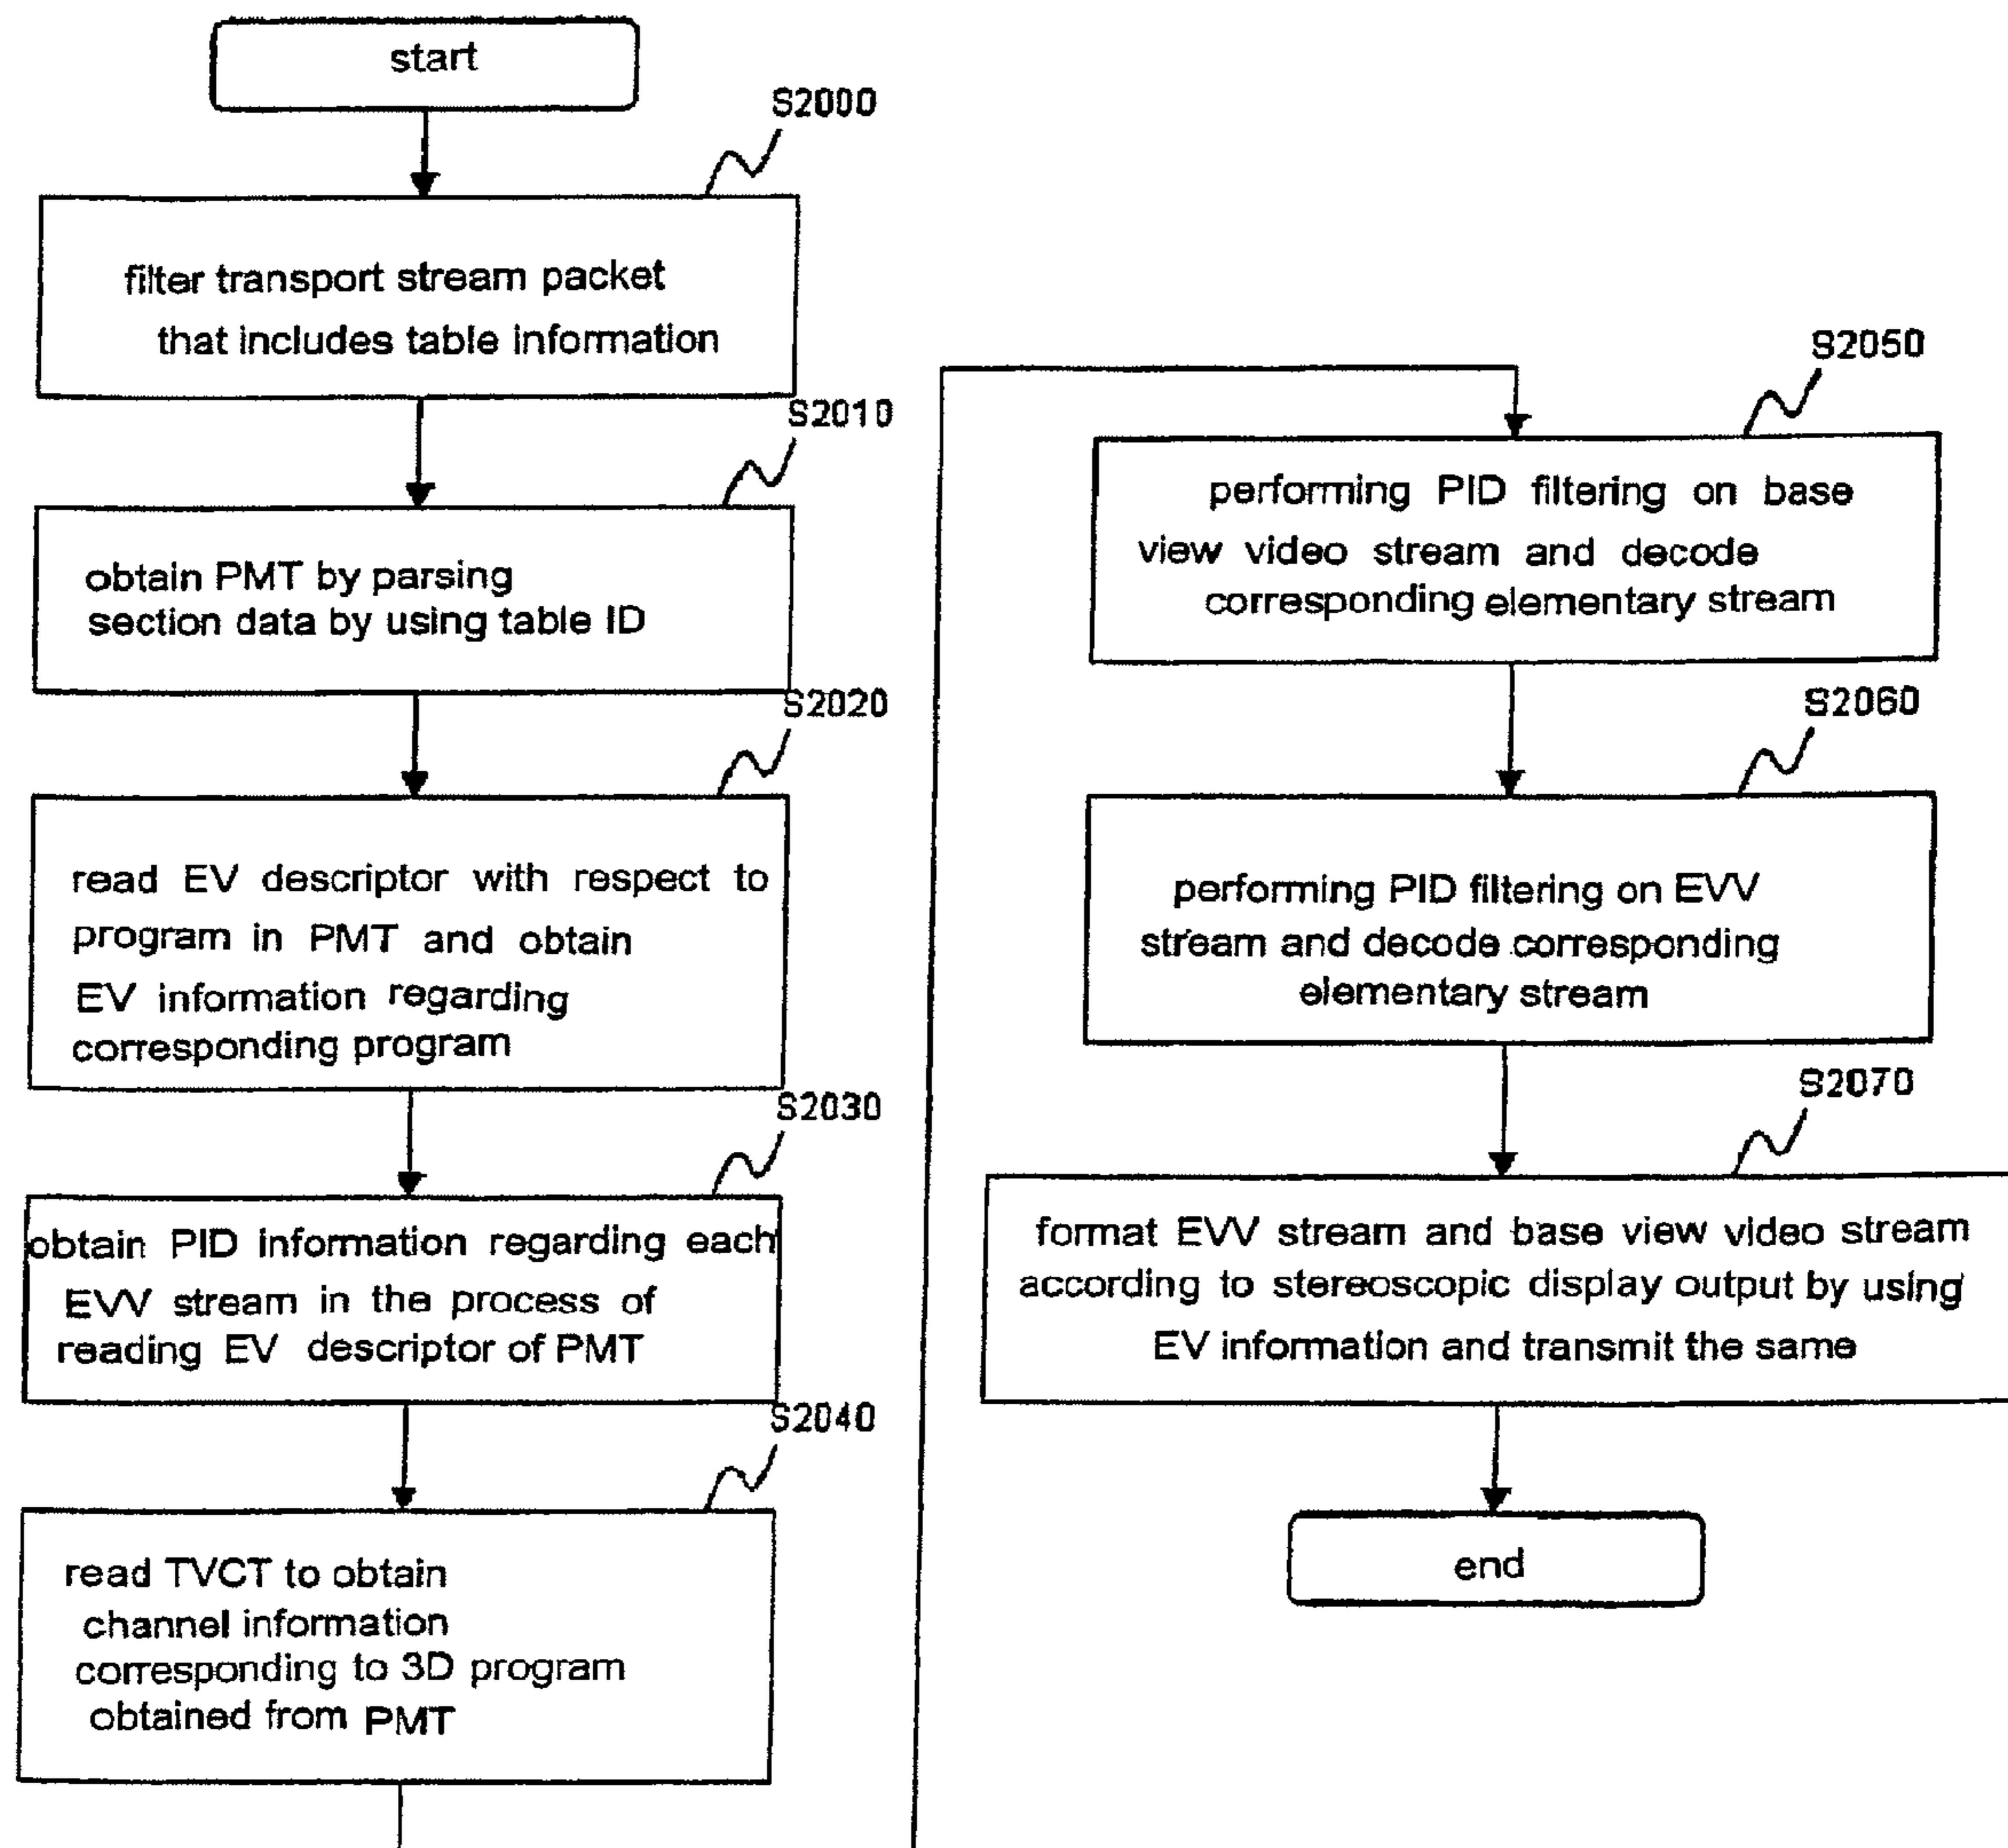 start
S2000
filter transport stream packet
that includes table information
S2010
obtain PMT by parsing
section data by using table ID
S2020
read EV descriptor with respect to
program in PMT and obtain
EV information regarding
corresponding program
S2030
obtain PID information regarding each
EVV stream in the process of
reading EV descriptor of PMT
S2040
read TVCT to obtain
channel information
corresponding to 3D program
obtained from PMT
S2050
performing PID filtering on base
view video stream and decode
corresponding elementary stream
S2060
performing PID filtering on EVV
stream and decode corresponding
elementary stream
S2070
format EVV stream and base view video stream
according to stereoscopic display output by using
EV information and transmit the same
end